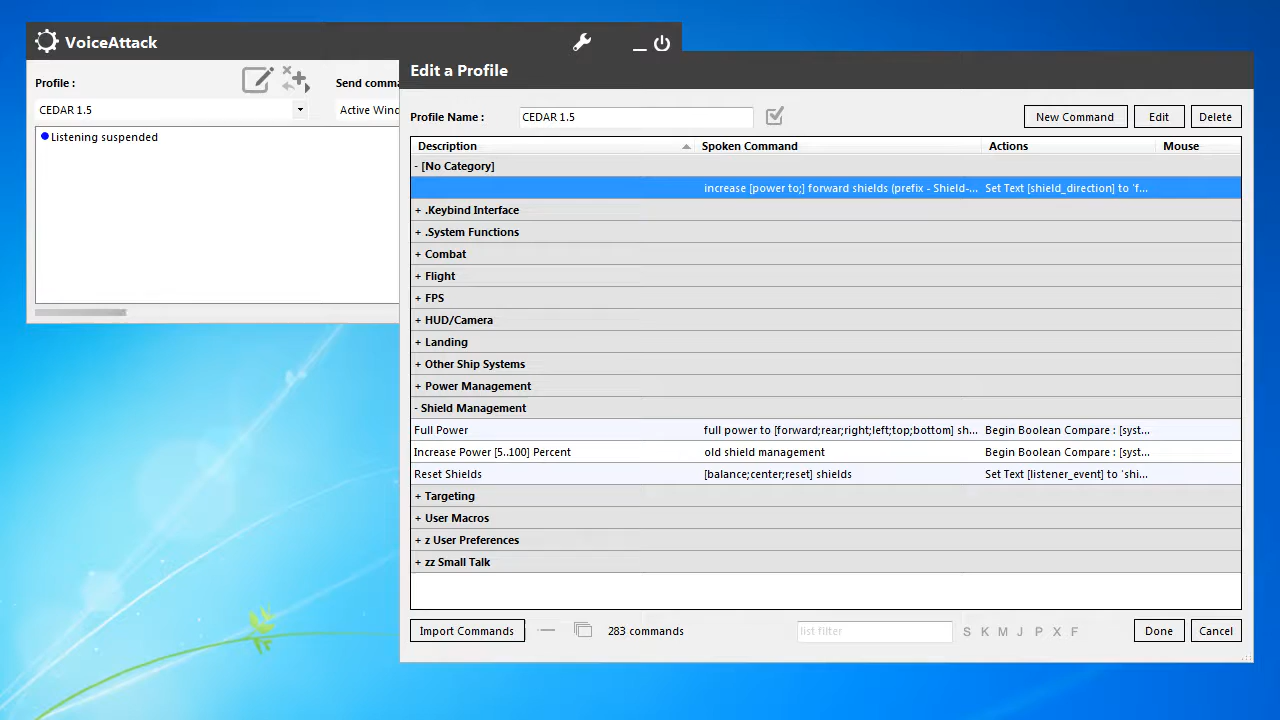 VoiceAttack
Profile :
Send comma
CEDAR 1.5
Active Wind
Listening suspended
Edit a Profile
Profile Name :
CEDAR 1.5
New Command
Edit
Delete
Description
Spoken Command
Actions
Mouse
- [No Category]
increase [power to;] forward shields (prefix - Shield-...
Set Text [shield_direction] to 'f...
+ .Keybind Interface
+ .System Functions
+ Combat
+ Flight
+ FPS
+ HUD/Camera
+ Landing
+ Other Ship Systems
+ Power Management
- Shield Management
Full Power
full power to [forward;rear;right;left;top;bottom] sh...
Begin Boolean Compare : [syst...
Increase Power [5..100] Percent
old shield management
Begin Boolean Compare : [syst...
Reset Shields
[balance;center;reset] shields
Set Text [listener_event] to 'shi...
+ Targeting
+ User Macros
+ z User Preferences
+ zz Small Talk
Import Commands
283 commands
list filter
S K M J P X F
Done
Cancel